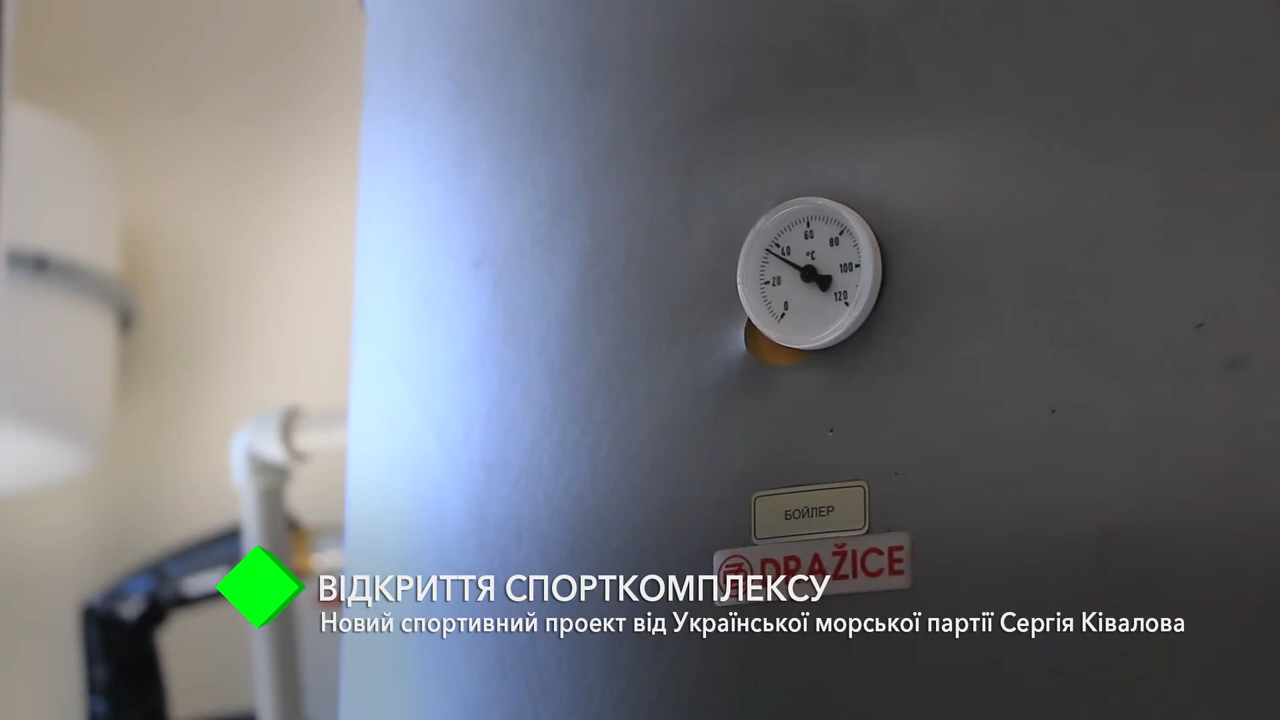 60
40
80
°C
20
100
0
120
БОЙЛЕР
DRAŽICE
ВІДКРИТТЯ СПОРТКОМПЛЕКСУ
Новий спортивний проект від Української морської партії Сергія Ківалова